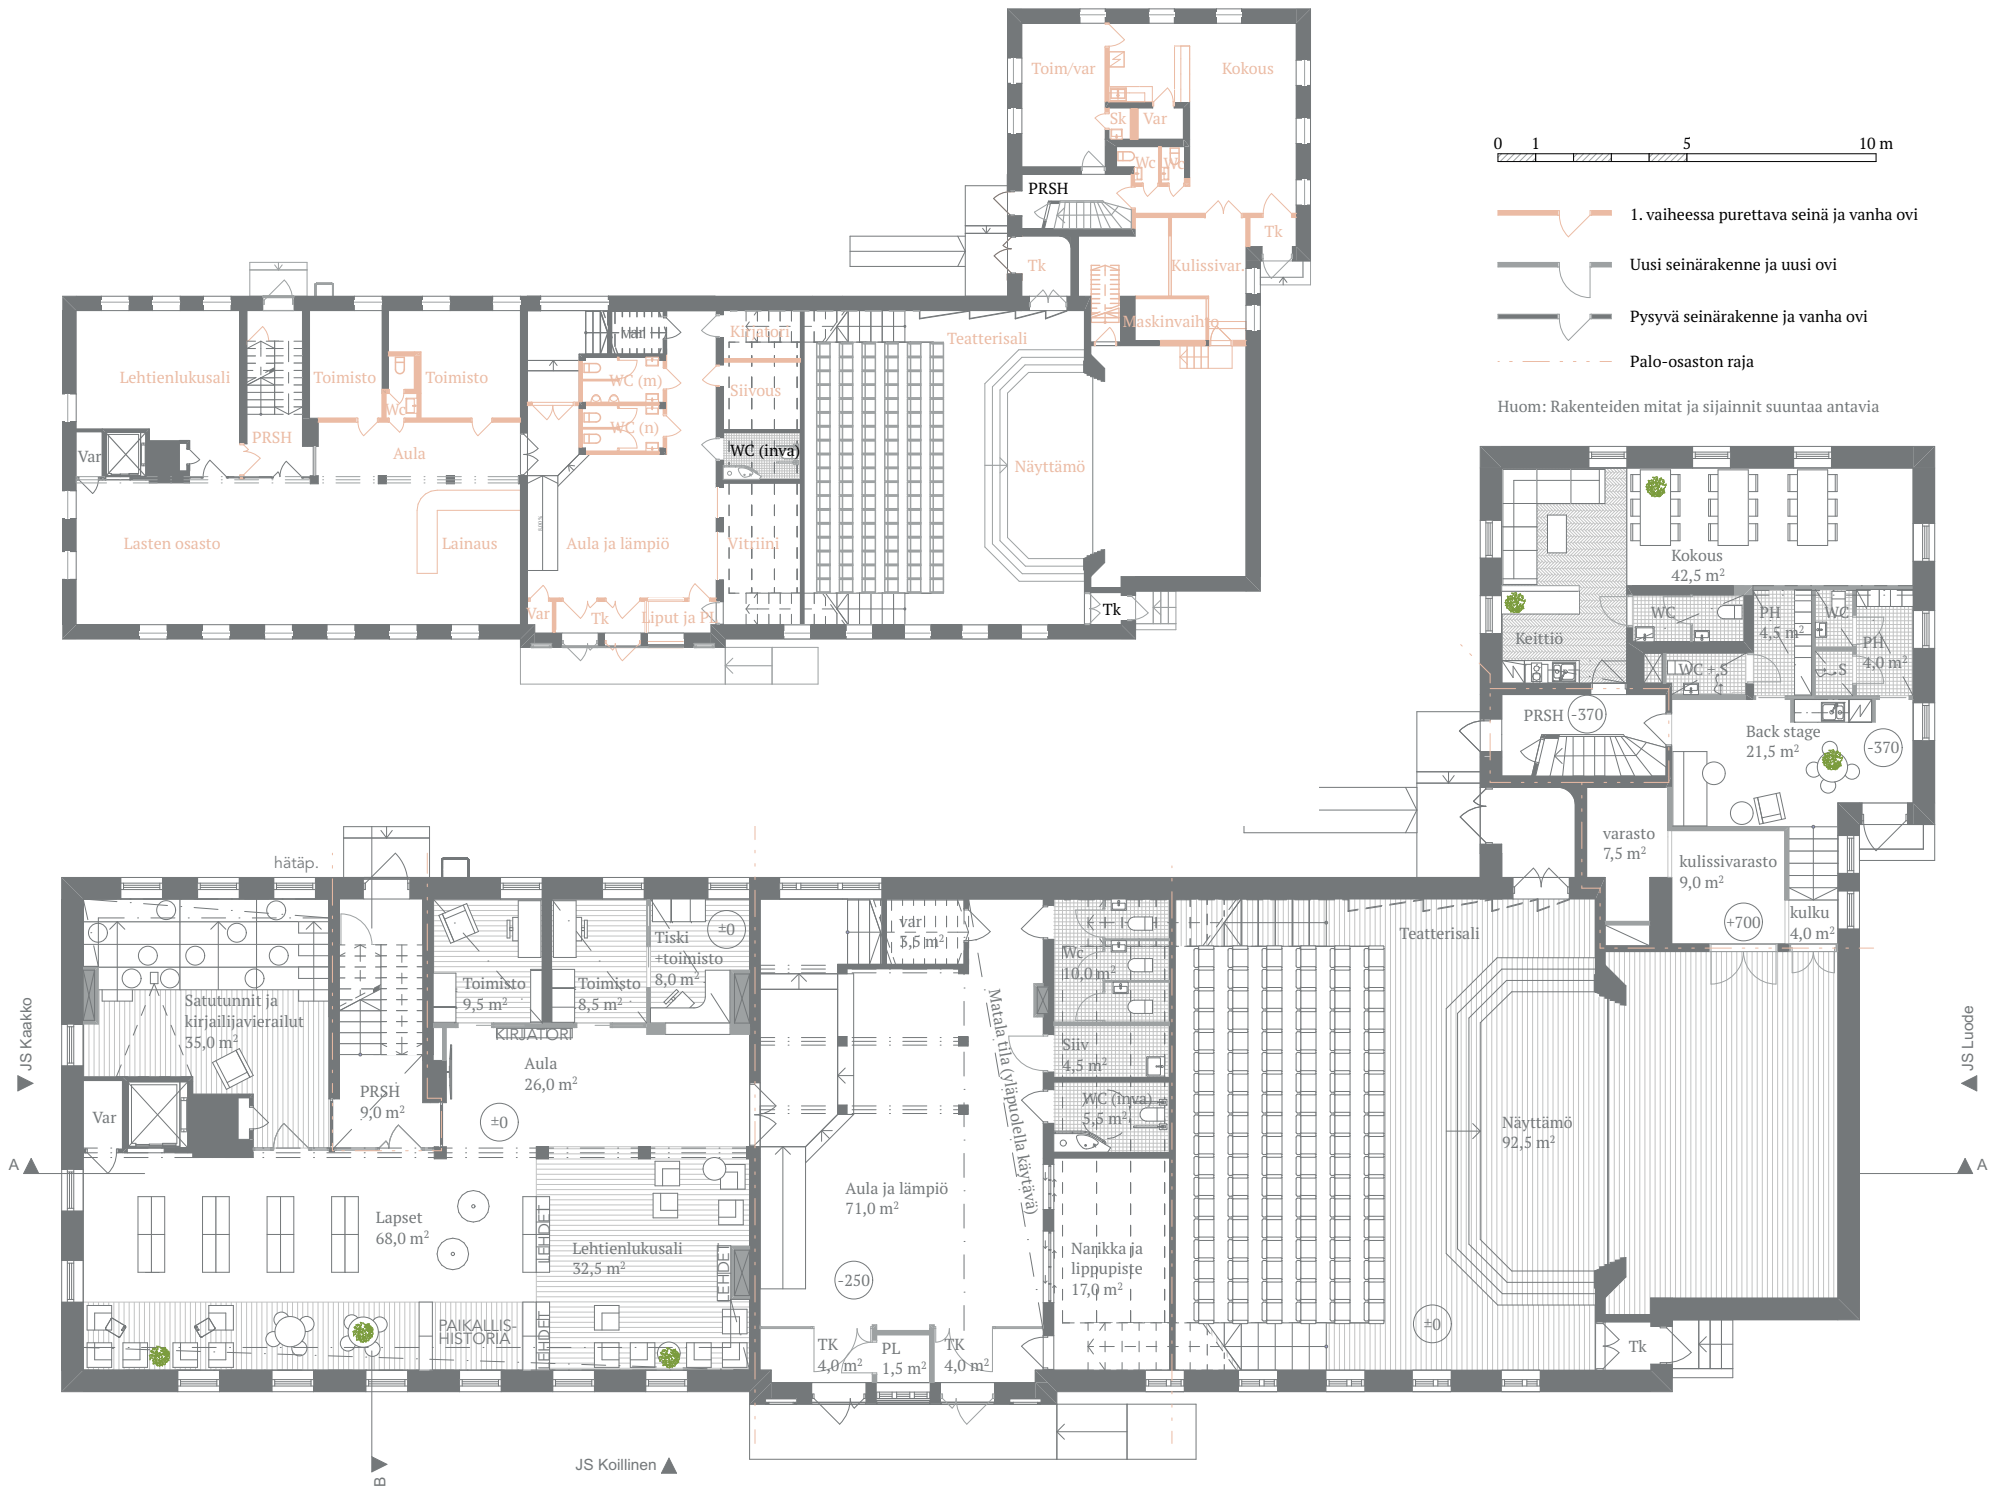 Toim/var
Kokous
Sk
Var
Wc
Wc
PRSH
Tk
Tk
Kulissivar.
Maskinvaihto
0
1
5
10 m
1. vaiheessa purettava seinä ja vanha ovi
Uusi seinärakenne ja uusi ovi
Pysyvä seinärakenne ja vanha ovi
Palo-osaston raja
Huom: Rakenteiden mitat ja sijainnit suuntaa antavia
Lehtienlukusali
Toimisto
Toimisto
Wc
PRSH
Aula
Var
Lasten osasto
Lainaus
var
WC (m)
WC (n)
Kirjatori
Siivous
WC (inva)
Vitriini
Aula ja lämpiö
Var
Tk
Liput ja PL
Teatterisali
Näyttämö
Tk
Kokous
42,5 m²
Keittiö
WC
PH
4,5 m²
WC
PH
4,0 m²
WC + S
S
PRSH
-370
Back stage
21,5 m²
-370
varasto
7,5 m²
kulissivarasto
9,0 m²
+700
kulku
4,0 m²
hätäp.
Satutunnit ja
kirjailijavierailut
35,0 m²
Toimisto
9,5 m²
Toimisto
8,5 m²
Tiski
+toimisto
8,0 m²
±0
KIRJATORI
Aula
26,0 m²
±0
PRSH
9,0 m²
Var
Lapset
68,0 m²
LEHDET
LEHDET
Lehtienlukusali
32,5 m²
LEHDET
PAIKALLIS-
HISTORIA
var
5,5 m²
Matala tila (yläpuolella käytävä)
Aula ja lämpiö
71,0 m²
-250
TK
4,0 m²
PL
1,5 m²
TK
4,0 m²
Wc
10,0 m²
Siiv
4,5 m²
WC (inva)
5,5 m²
Narikka ja
lippupiste
17,0 m²
Teatterisali
Näyttämö
92,5 m²
±0
Tk
JS Kaakko
JS Luode
A
A
B
JS Koillinen